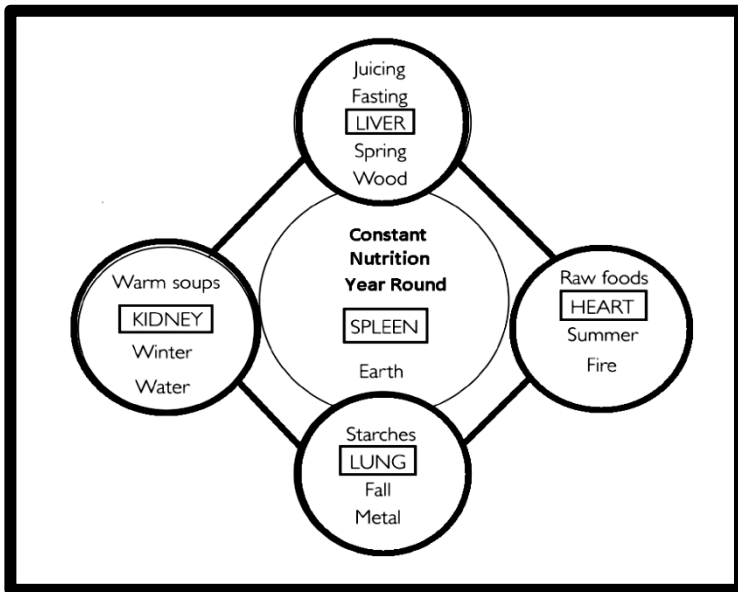 Juicing
Fasting
LIVER
Spring
Wood
Constant
Nutrition
Year Round
SPLEEN
Earth
Warm soups
KIDNEY
Winter
Water
Raw foods
HEART
Summer
Fire
Starches
LUNG
Fall
Metal